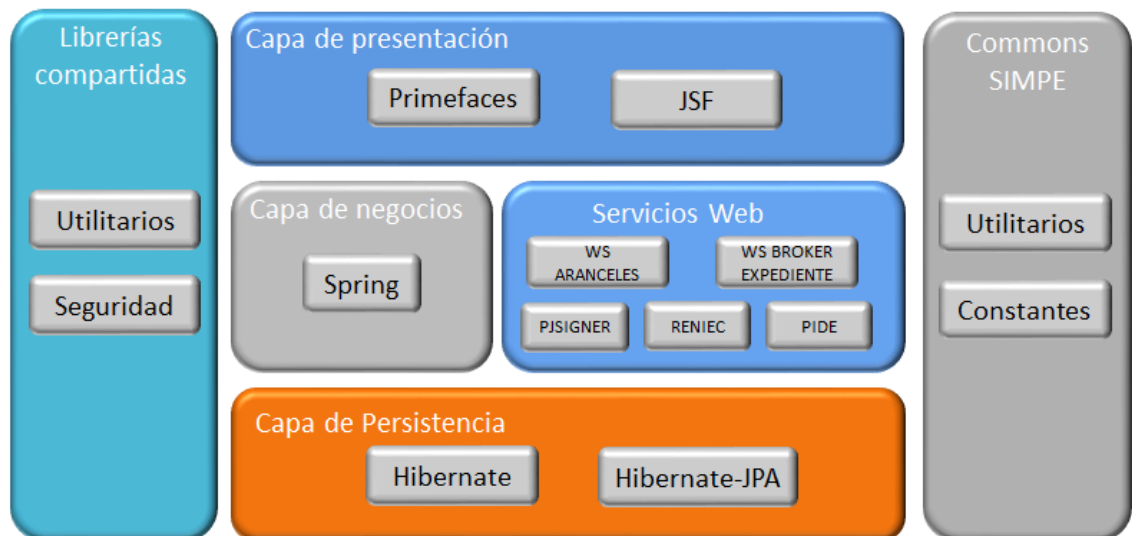 Librerías
compartidas
Utilitarios
Seguridad
Capa de presentación
Primefaces
JSF
Capa de negocios
Spring
Servicios Web
WS
ARANCELES
WS BROKER
EXPEDIENTE
PJSIGNER
RENIEC
PIDE
Capa de Persistencia
Hibernate
Hibernate-JPA
Commons
SIMPE
Utilitarios
Constantes